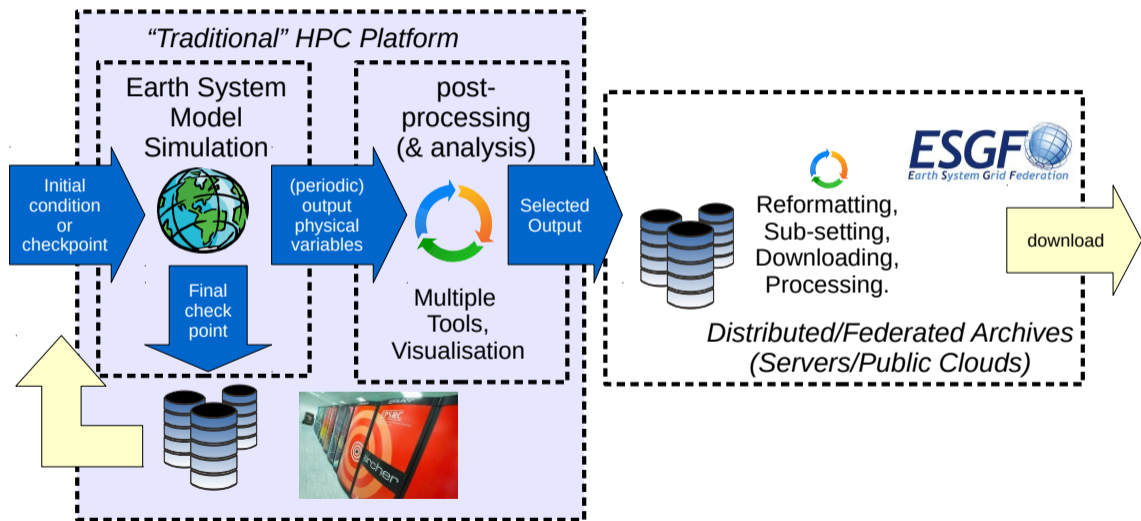 “Traditional” HPC Platform
Earth System
Model
Simulation
post-
processing
(& analysis)
Initial
condition
or
checkpoint
(periodic)
output
physical
variables
Selected
Output
Final
check
point
Multiple
Tools,
Visualisation
ESGF
Earth System Grid Federation
Reformatting,
Sub-setting,
Downloading,
Processing.
download
Distributed/Federated Archives
(Servers/Public Clouds)
archer